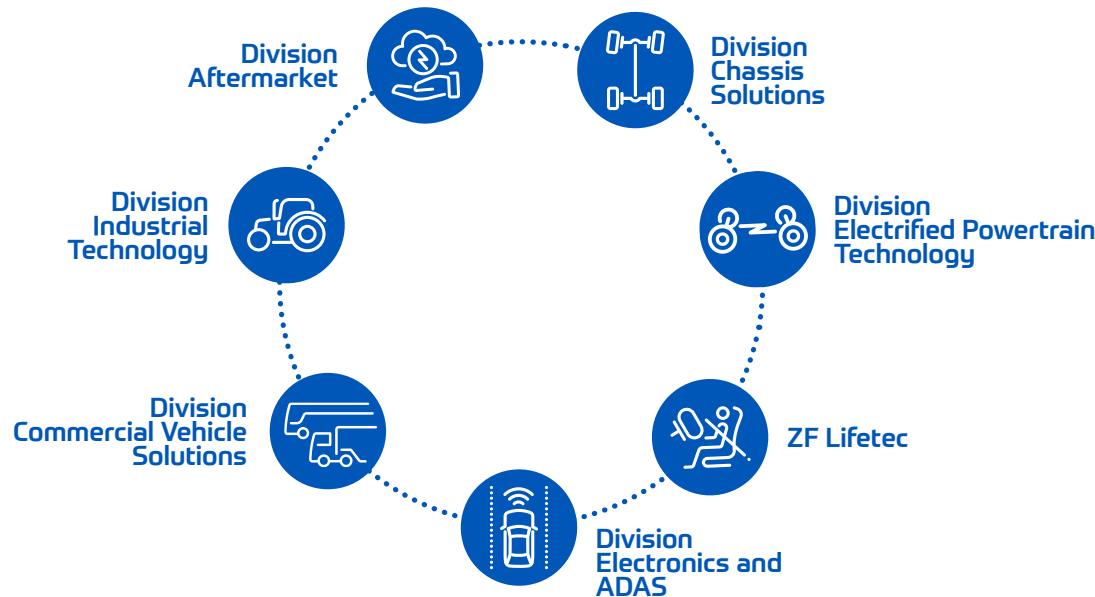 Division
Aftermarket
Division
Chassis
Solutions
Division
Industrial
Technology
Division
Electrified Powertrain
Technology
Division
Commercial Vehicle
Solutions
ZF Lifetec
Division
Electronics and
ADAS